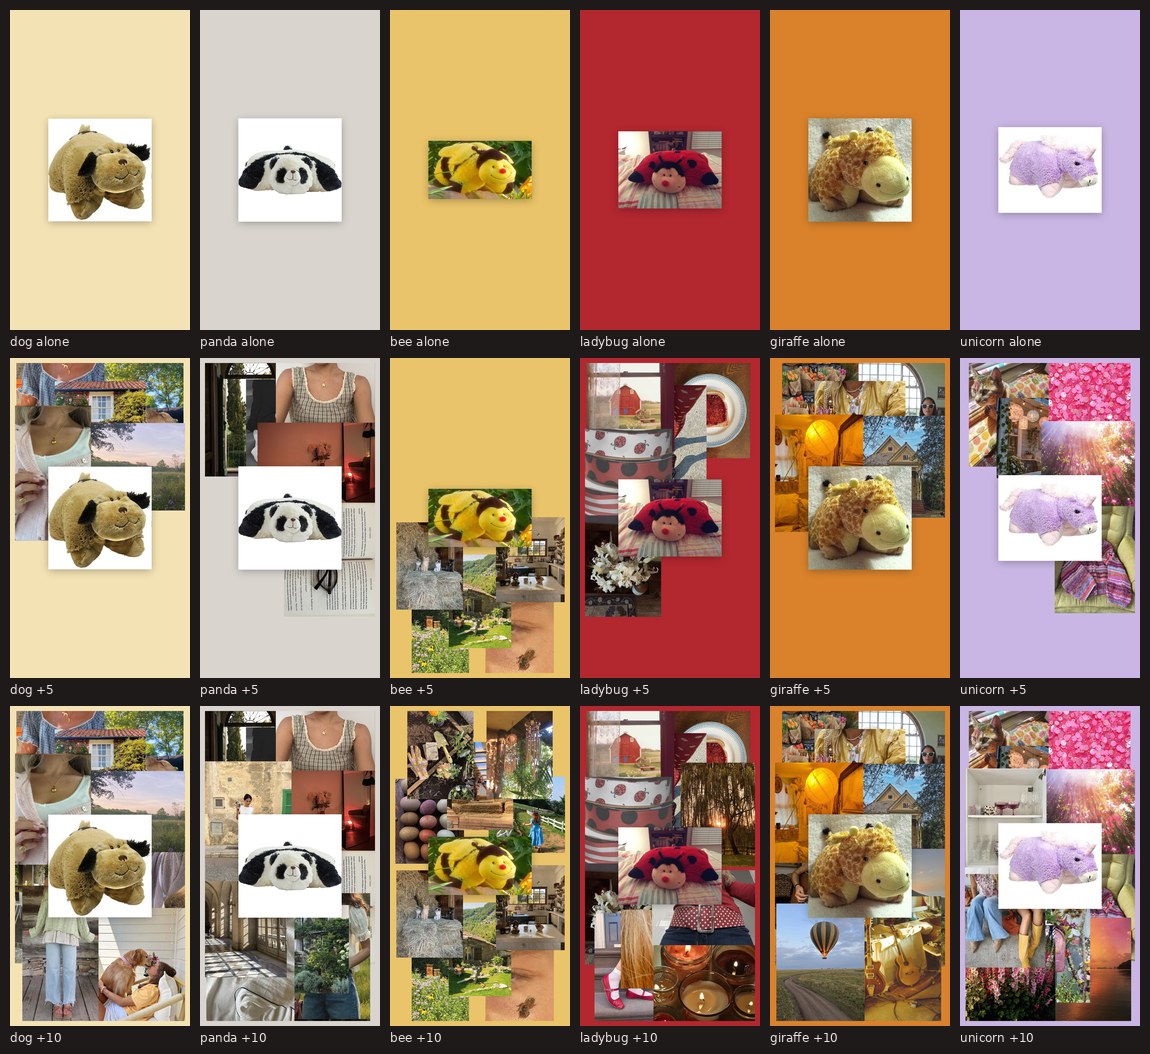 dog alone
panda alone
bee alone
ladybug alone
giraffe alone
unicorn alone
dog +5
panda +5
bee +5
ladybug +5
giraffe +5
unicorn +5
dog +10
panda +10
bee +10
ladybug +10
giraffe +10
unicorn +10